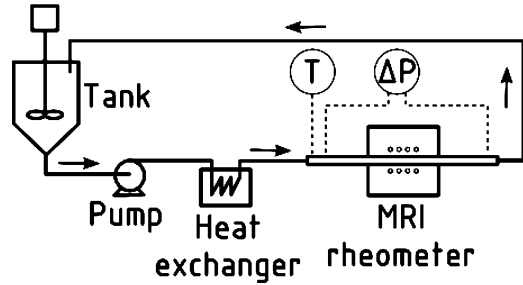 T
ΔP
Tank
Pump
Heat
exchanger
MRI
rheometer